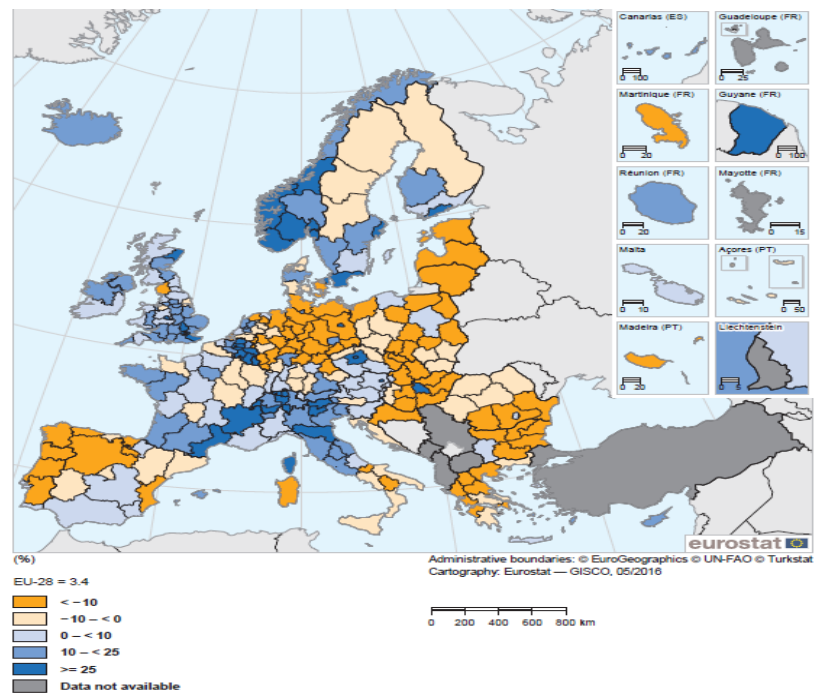 Canarias (ES)
0 100
Guadeloupe (FR)
0 25
Martinique (FR)
0 20
Guyane (FR)
0 100
Réunion (FR)
0 20
Mayotte (FR)
0 15
Malta
0 10
Açores (PT)
0 50
Madeira (PT)
0 20
Liechtenstein
0 5
eurostat
(%)
Administrative boundaries: © EuroGeographics © UN-FAO © Turkstat
Cartography: Eurostat — GISCO, 05/2016
EU-28 = 3.4
< −10
−10 – < 0
0 – < 10
10 – < 25
>= 25
Data not available
0 200 400 600 800 km